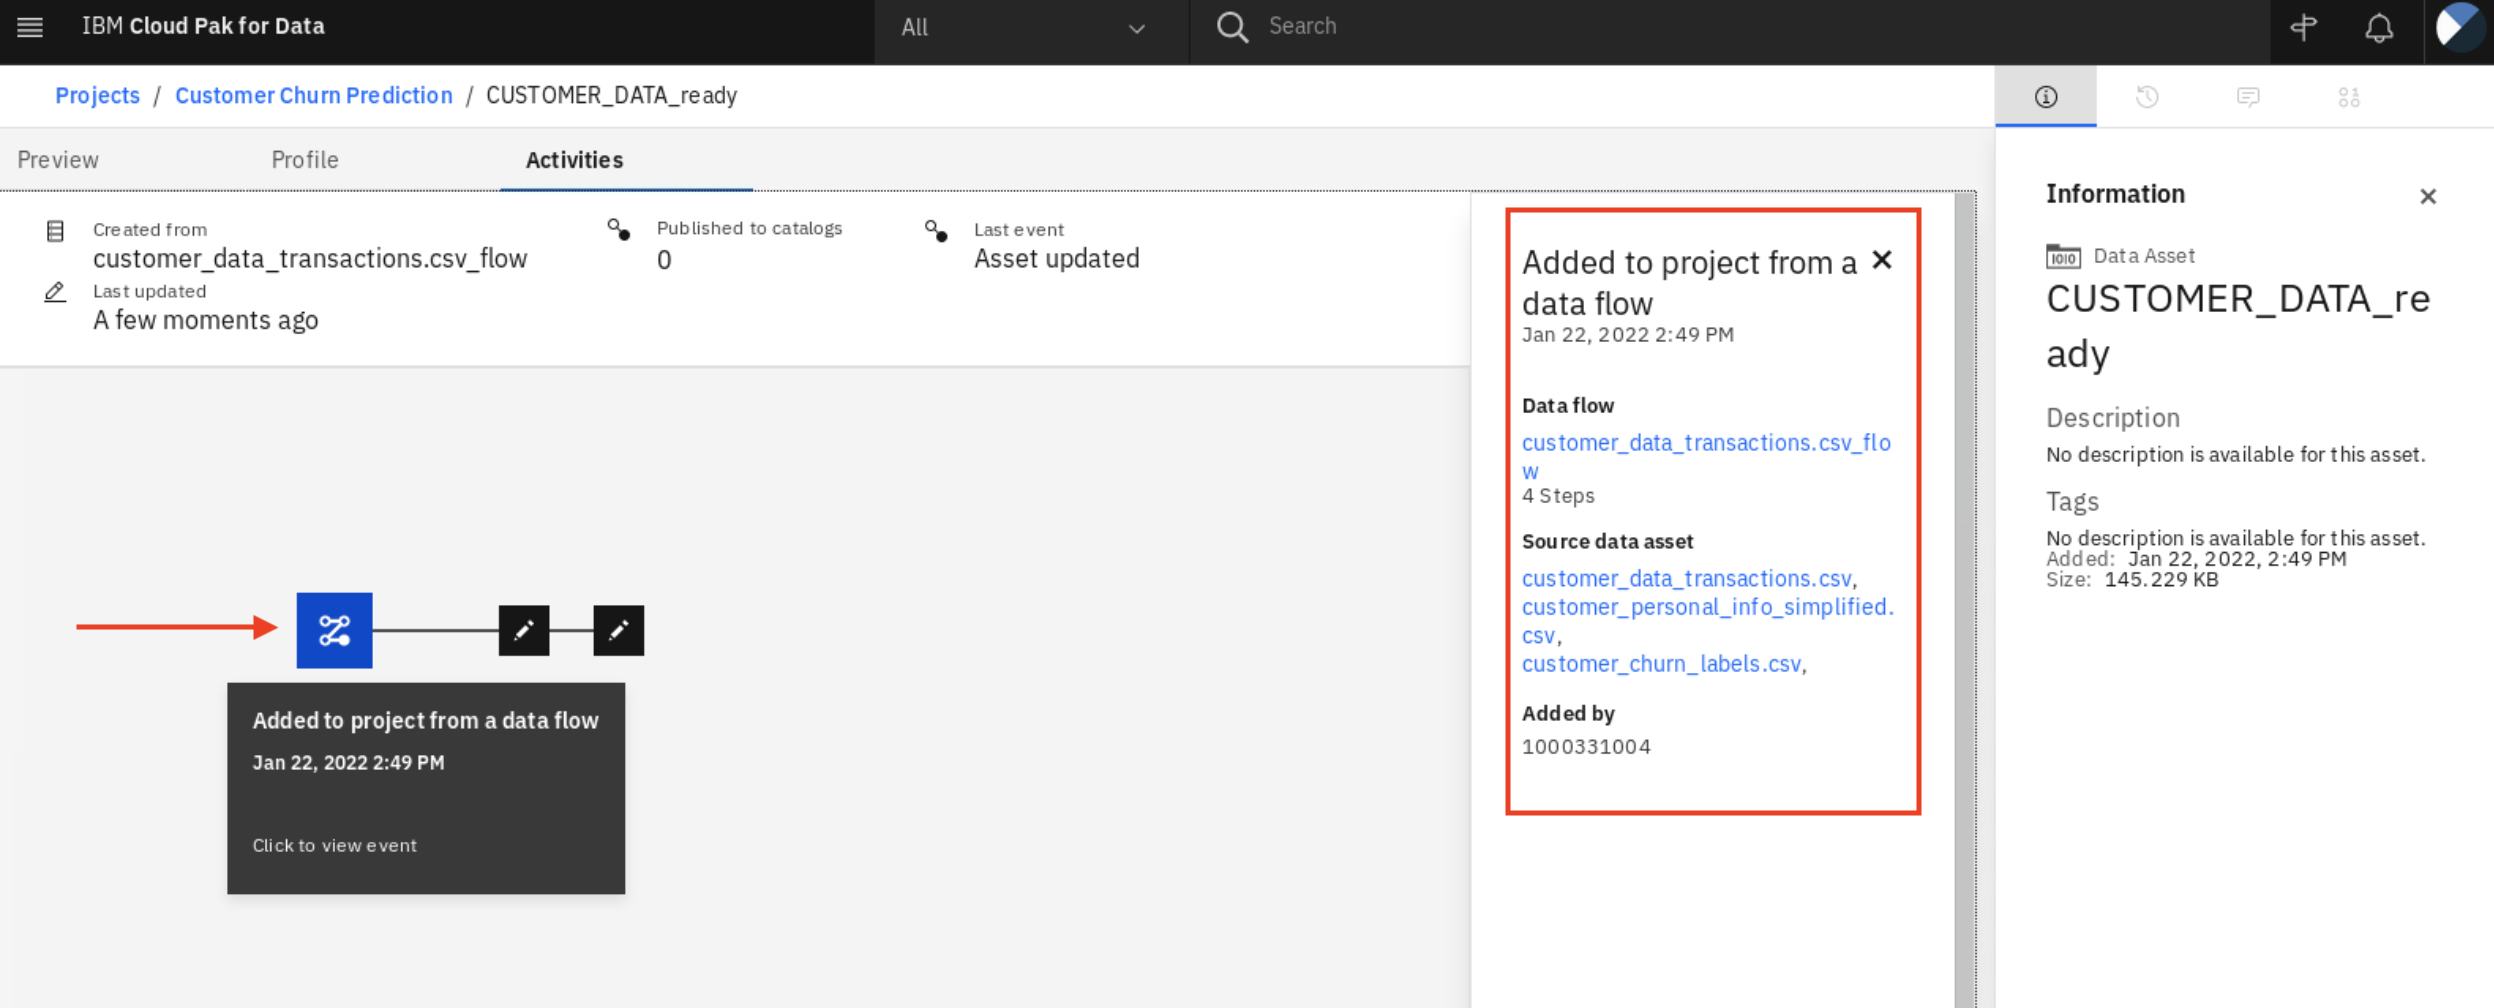 IBM Cloud Pak for Data
All
Search
Projects / Customer Churn Prediction / CUSTOMER_DATA_ready
Preview
Profile
Activities
Created from
customer_data_transactions.csv_flow
Last updated
A few moments ago
Published to catalogs
0
Last event
Asset updated
Added to project from a data flow
Jan 22, 2022 2:49 PM
Click to view event
Added to project from a
data flow
Jan 22, 2022 2:49 PM
Data flow
customer_data_transactions.csv_flo
w
4 Steps
Source data asset
customer_data_transactions.csv,
customer_personal_info_simplified.
csv,
customer_churn_labels.csv,
Added by
1000331004
Information
Data Asset
CUSTOMER_DATA_re
ady
Description
No description is available for this asset.
Tags
No description is available for this asset.
Added: Jan 22, 2022, 2:49 PM
Size: 145.229 KB